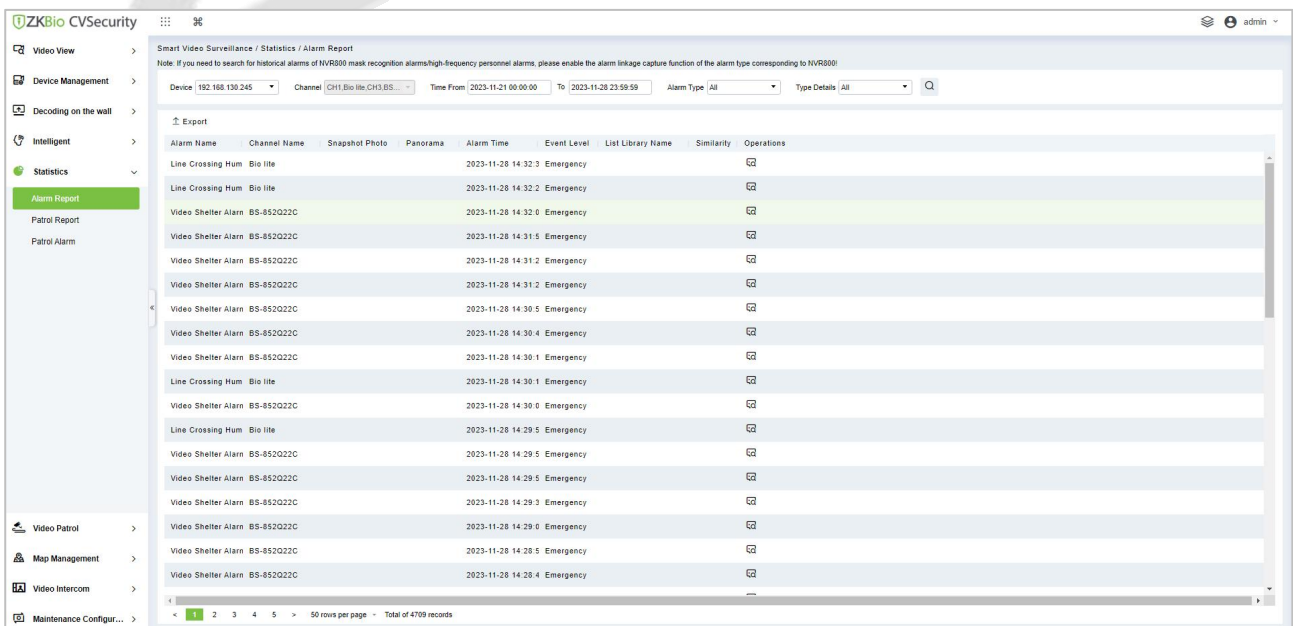 ZKBio CVSecurity
admin
Video View
Device Management
Decoding on the wall
Intelligent
Statistics
Alarm Report
Patrol Report
Patrol Alarm
Video Patrol
Map Management
Video Intercom
Maintenance Configur...
Smart Video Surveillance / Statistics / Alarm Report
Note: If you need to search for historical alarms of NVR800 mask recognition alarms/high-frequency personnel alarms, please enable the alarm linkage capture function of the alarm type corresponding to NVR800!
Device 192.168.130.245 Channel CH1,Bio lite,CH3,BS... Time From 2023-11-21 00:00:00 To 2023-11-28 23:59:59 Alarm Type All Type Details All
Export
Alarm Name Channel Name Snapshot Photo Panorama Alarm Time Event Level List Library Name Similarity Operations
Line Crossing Hum Bio lite 2023-11-28 14:32:3 Emergency
Line Crossing Hum Bio lite 2023-11-28 14:32:2 Emergency
Video Shelter Alarn BS-852Q22C 2023-11-28 14:32:0 Emergency
Video Shelter Alarn BS-852Q22C 2023-11-28 14:31:5 Emergency
Video Shelter Alarn BS-852Q22C 2023-11-28 14:31:2 Emergency
Video Shelter Alarn BS-852Q22C 2023-11-28 14:31:2 Emergency
Video Shelter Alarn BS-852Q22C 2023-11-28 14:30:5 Emergency
Video Shelter Alarn BS-852Q22C 2023-11-28 14:30:4 Emergency
Video Shelter Alarn BS-852Q22C 2023-11-28 14:30:1 Emergency
Line Crossing Hum Bio lite 2023-11-28 14:30:1 Emergency
Video Shelter Alarn BS-852Q22C 2023-11-28 14:30:0 Emergency
Line Crossing Hum Bio lite 2023-11-28 14:29:5 Emergency
Video Shelter Alarn BS-852Q22C 2023-11-28 14:29:5 Emergency
Video Shelter Alarn BS-852Q22C 2023-11-28 14:29:5 Emergency
Video Shelter Alarn BS-852Q22C 2023-11-28 14:29:3 Emergency
Video Shelter Alarn BS-852Q22C 2023-11-28 14:29:0 Emergency
Video Shelter Alarn BS-852Q22C 2023-11-28 14:28:5 Emergency
Video Shelter Alarn BS-852Q22C 2023-11-28 14:28:4 Emergency
< 1 2 3 4 5 > 50 rows per page Total of 4709 records